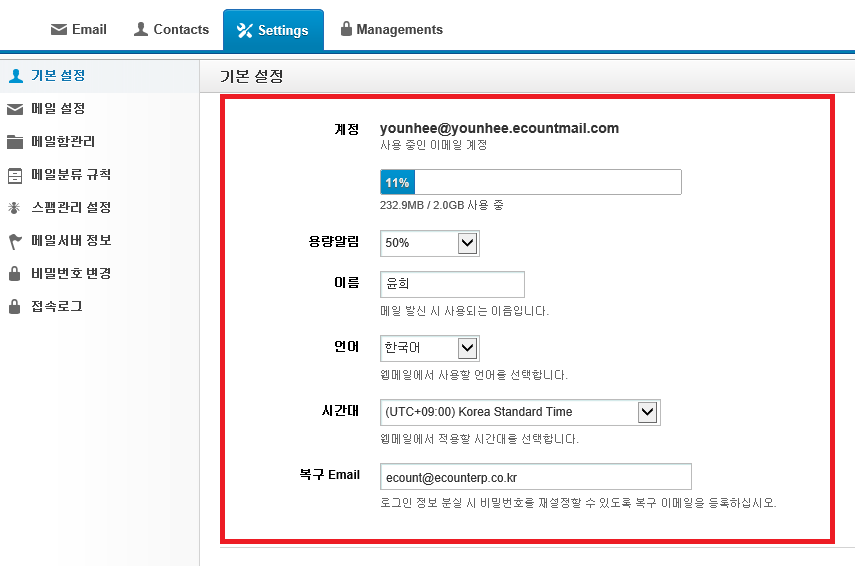 Email Contacts Settings Managements
기본 설정
메일 설정
메일함관리
메일분류 규칙
스팸관리 설정
메일서버 정보
비밀번호 변경
접속로그
기본 설정
계정 younhee@younhee.ecountmail.com
사용 중인 이메일 계정
11%
232.9MB / 2.0GB 사용 중
용량알림 50%
이름 윤희
메일 발신 시 사용되는 이름입니다.
언어 한국어
웹메일에서 사용할 언어를 선택합니다.
시간대 (UTC+09:00) Korea Standard Time
웹메일에서 적용할 시간대를 선택합니다.
복구 Email ecount@ecounterp.co.kr
로그인 정보 분실 시 비밀번호를 재설정할 수 있도록 복구 이메일을 등록하십시오.